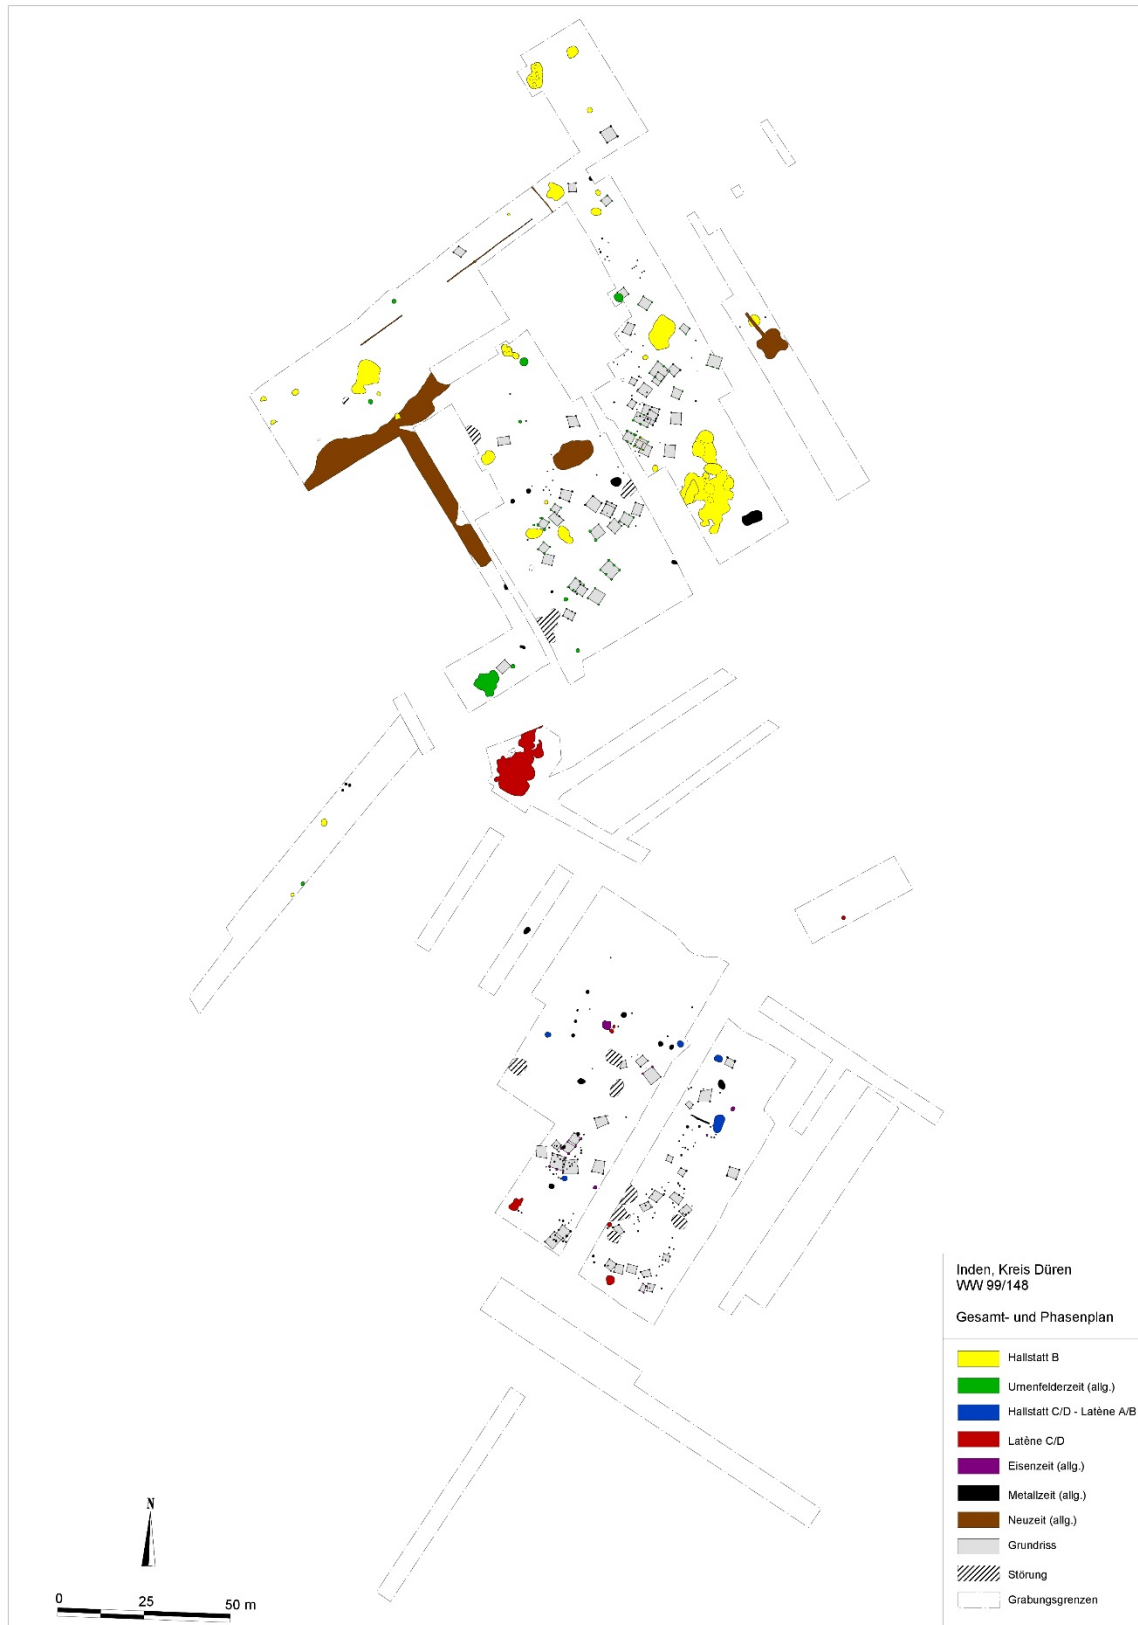 Inden, Kreis Düren
WW 99/148
Gesamt- und Phasenplan
Hallstatt B
Urnenfelderzeit (allg.)
Hallstatt C/D - Latène A/B
Latène C/D
Eisenzeit (allg.)
Metallzeit (allg.)
Neuzeit (allg.)
Grundriss
Störung
Grabungsgrenzen
N
0 25 50 m